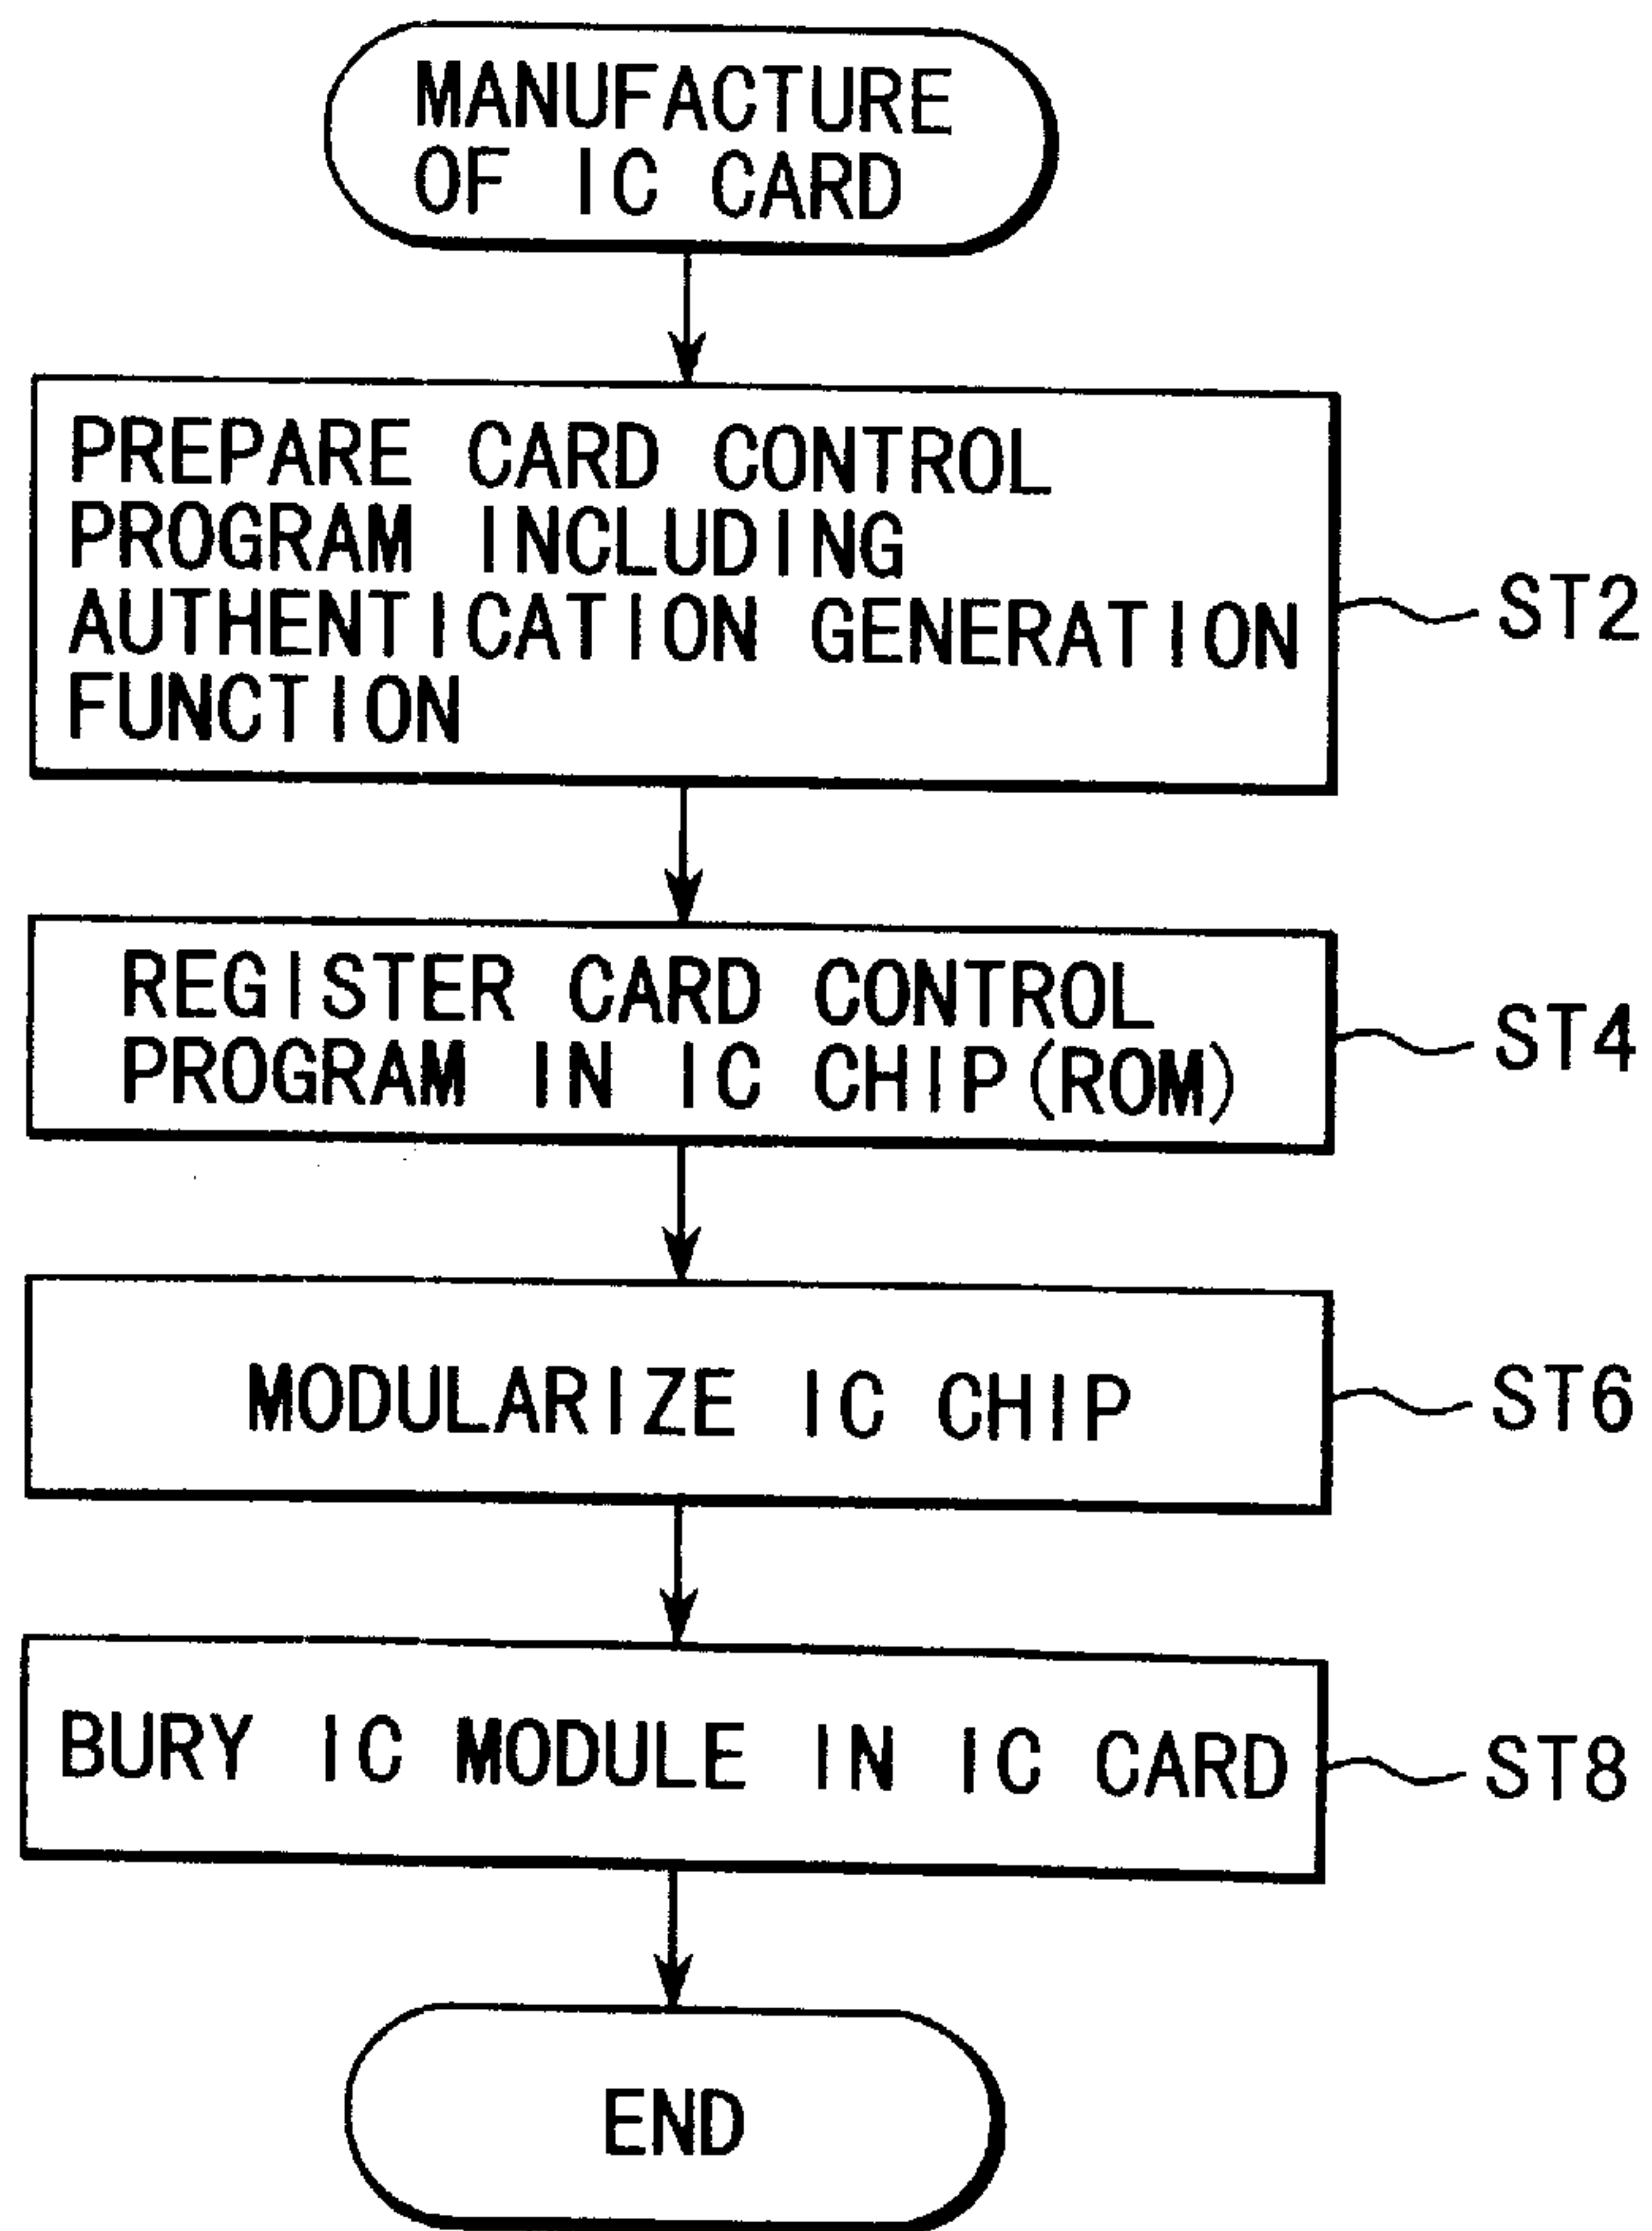 MANUFACTURE
OF IC CARD
PREPARE CARD CONTROL
PROGRAM INCLUDING
AUTHENTICATION GENERATION
FUNCTION
ST2
REGISTER CARD CONTROL
PROGRAM IN IC CHIP(ROM)
ST4
MODULARIZE IC CHIP
ST6
BURY IC MODULE IN IC CARD
ST8
END